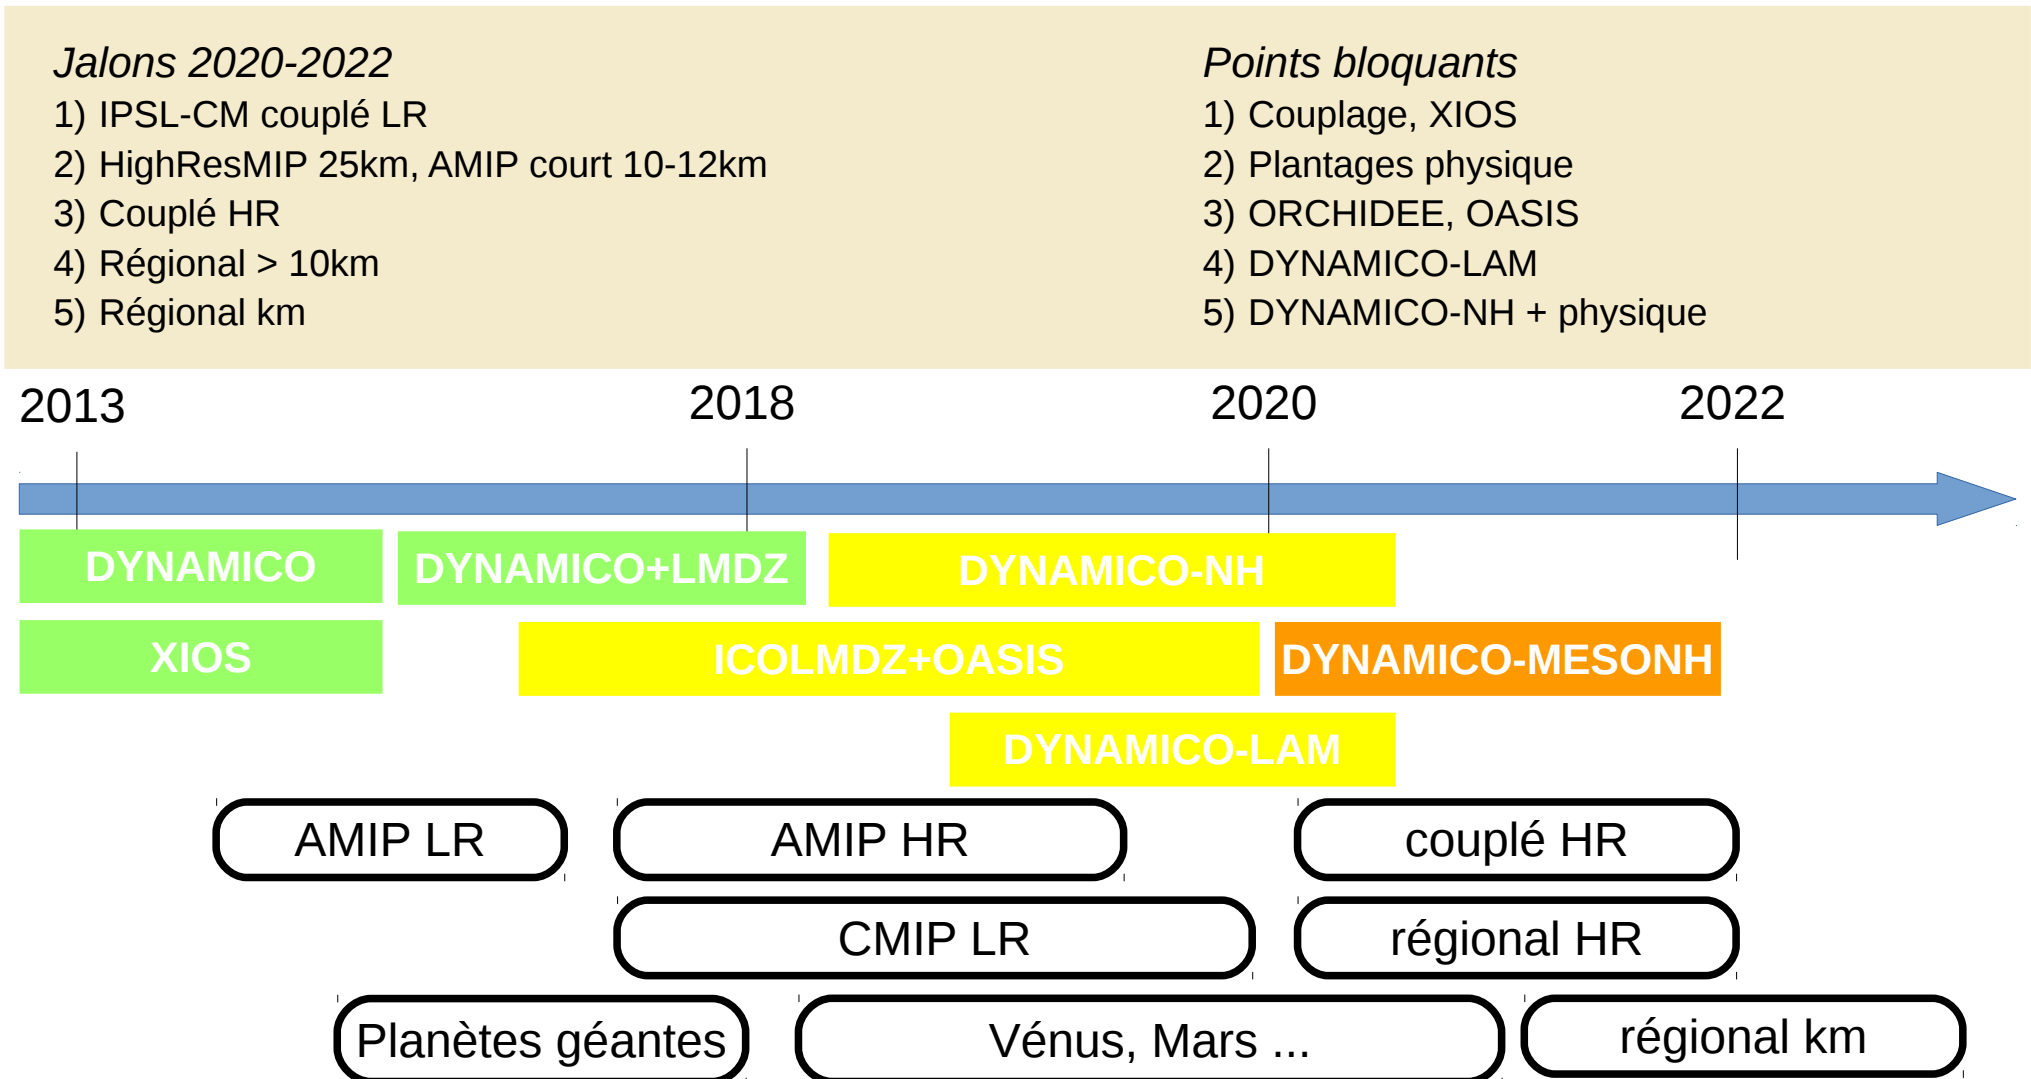 Jalons 2020-2022
1) IPSL-CM couplé LR
2) HighResMIP 25km, AMIP court 10-12km
3) Couplé HR
4) Régional > 10km
5) Régional km
Points bloquants
1) Couplage, XIOS
2) Plantages physique
3) ORCHIDEE, OASIS
4) DYNAMICO-LAM
5) DYNAMICO-NH + physique
2013
2018
2020
2022
DYNAMICO
DYNAMICO+LMDZ
DYNAMICO-NH
XIOS
ICOLMDZ+OASIS
DYNAMICO-MESONH
DYNAMICO-LAM
AMIP LR
AMIP HR
couplé HR
CMIP LR
régional HR
Planètes géantes
Vénus, Mars ...
régional km